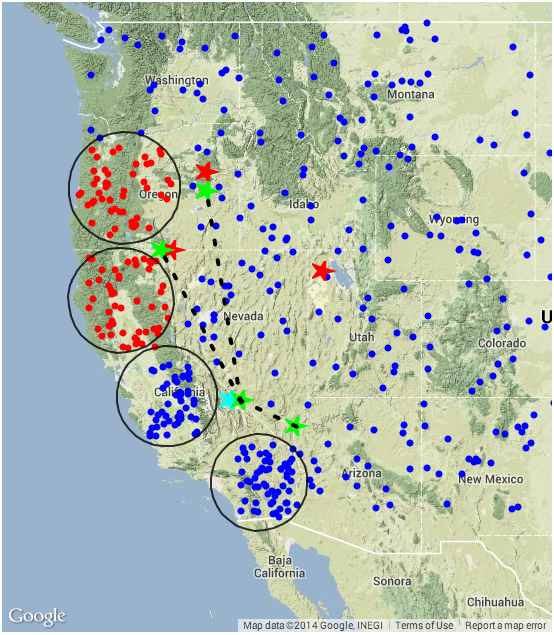 Washington
Montana
Oregon
Idaho
Wyoming
Nevada
U
Utah
Colorado
California
Arizona
New Mexico
Baja
California
Sonora
Chihuahua
Google
Map data ©2014 Google, INEGI
Terms of Use
Report a map error